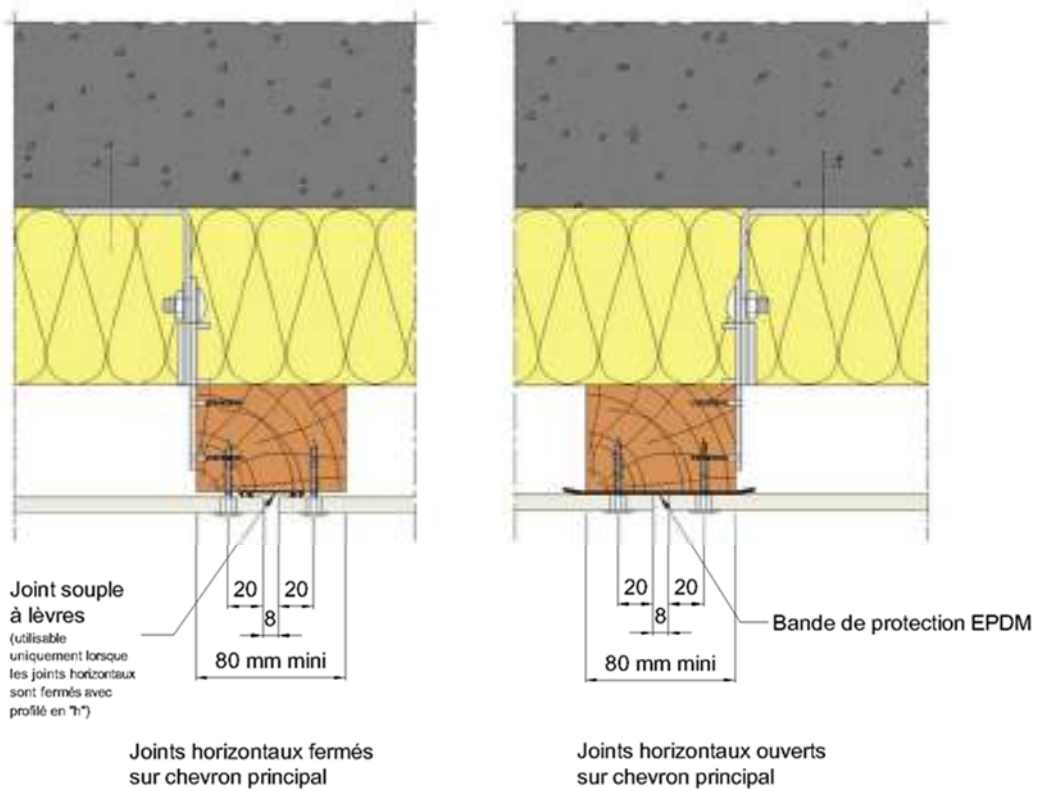 20
20
8
80 mm mini
Joint souple
à lèvres
(utilisable
uniquement lorsque
les joints horizontaux
sont fermés avec
profilé en "h")
Joints horizontaux fermés
sur chevron principal
20
20
8
80 mm mini
Bande de protection EPDM
Joints horizontaux ouverts
sur chevron principal